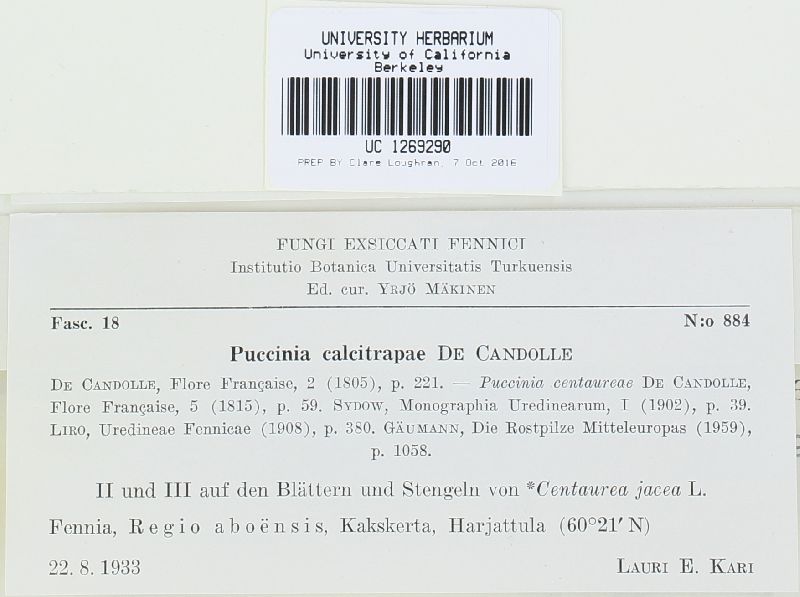 UNIVERSITY HERBARIUM
University of California
Berkeley
UC 1269290
PREP BY Clare Loughran, 7 Oct 2016
FUNGI EXSICCATI FENNICI
Institutio Botanica Universitatis Turkuensis
Ed. cur. YRJÖ MÄKINEN
Fasc. 18 N:o 884
Puccinia calcitrapae DE CANDOLLE
DE CANDOLLE, Flore Française, 2 (1805), p. 221. — Puccinia centaureae DE CANDOLLE,
Flore Française, 5 (1815), p. 59. SYDOW, Monographia Uredinearum, I (1902), p. 39.
LIRO, Uredineae Fennicae (1908), p. 380. GÄUMANN, Die Rostpilze Mitteleuropas (1959),
p. 1058.
II und III auf den Blättern und Stengeln von *Centaurea jacea L.
Fennia, Regio aboënsis, Kakskerta, Harjattula (60°21′ N)
22. 8. 1933 LAURI E. KARI